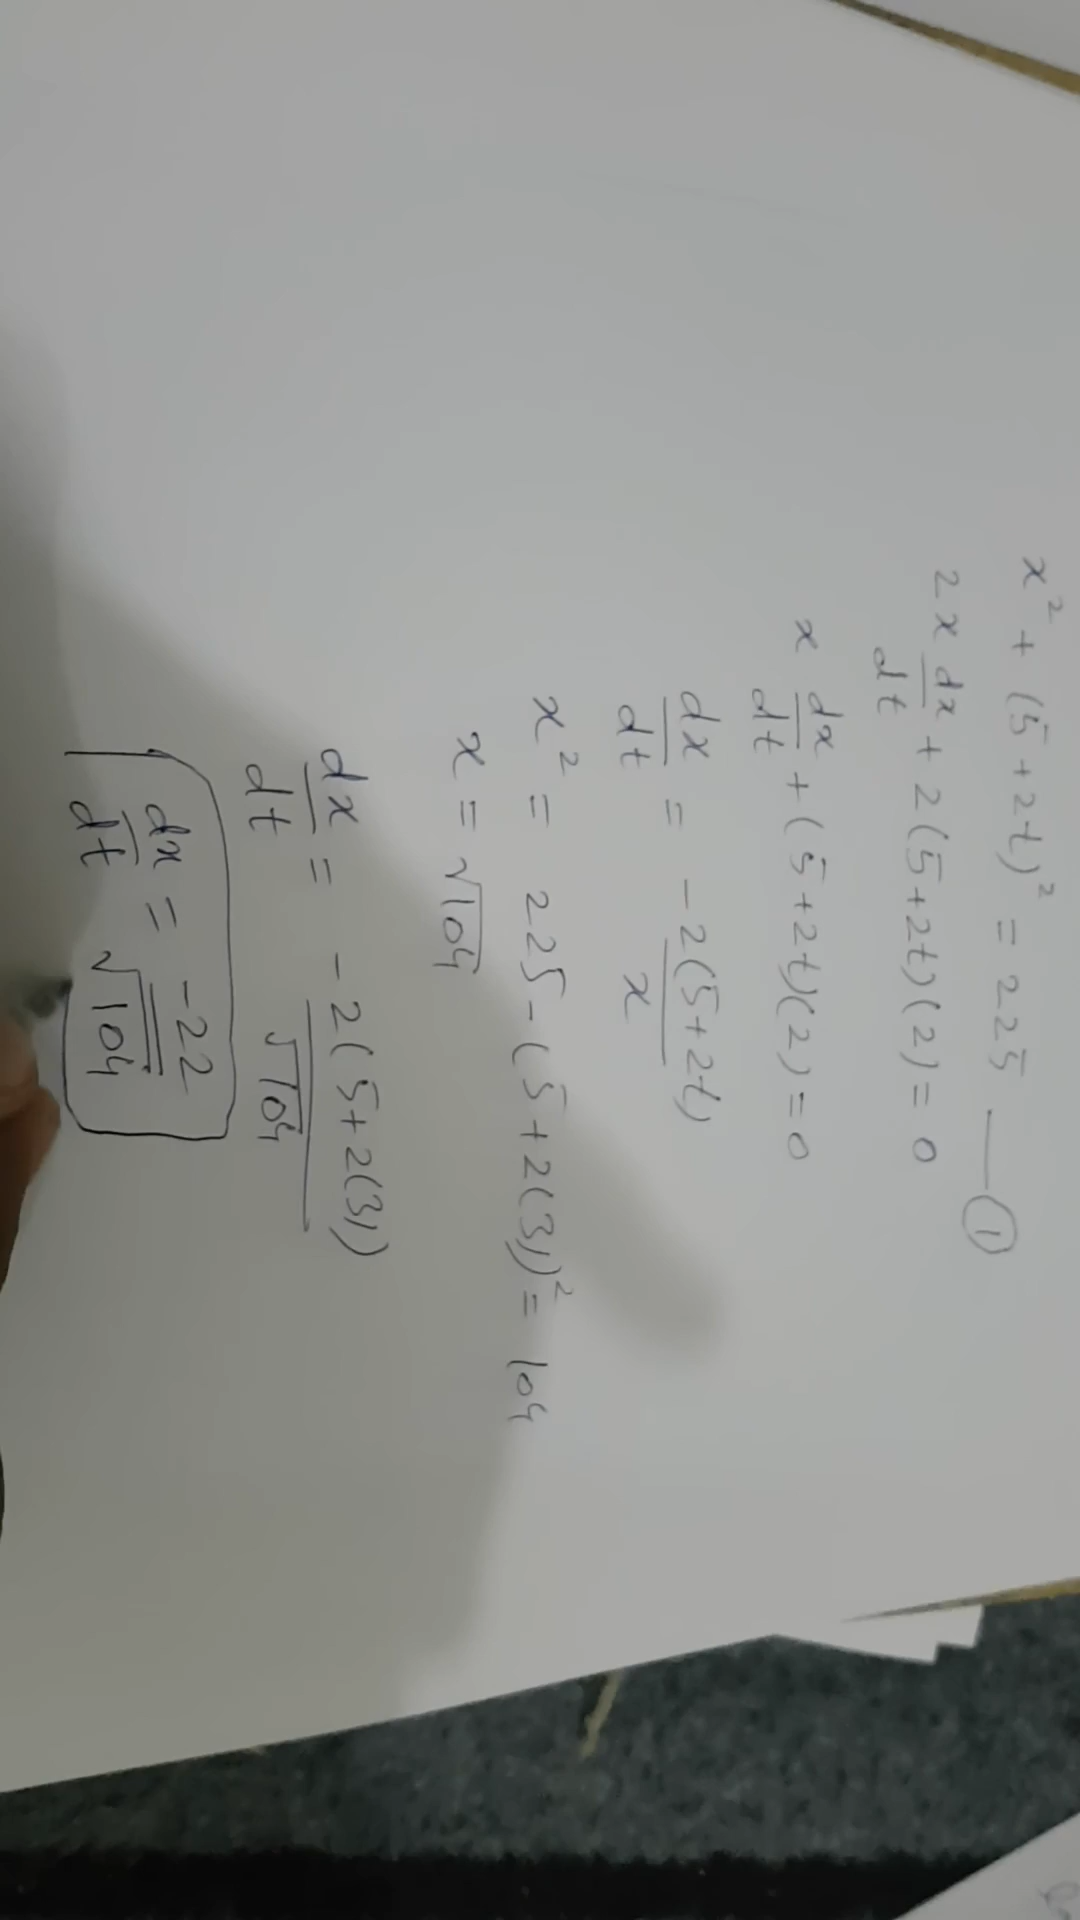 x² + (5+2t)² = 225 —— ①
2x dx/dt + 2(5+2t)(2) = 0
x dx/dt + (5+2t)(2) = 0
dx/dt = -2(5+2t)/x
x² = 225 - (5+2(3))² = 104
x = √104
dx/dt = -2(5+2(3))/√104
dx/dt = -22/√104